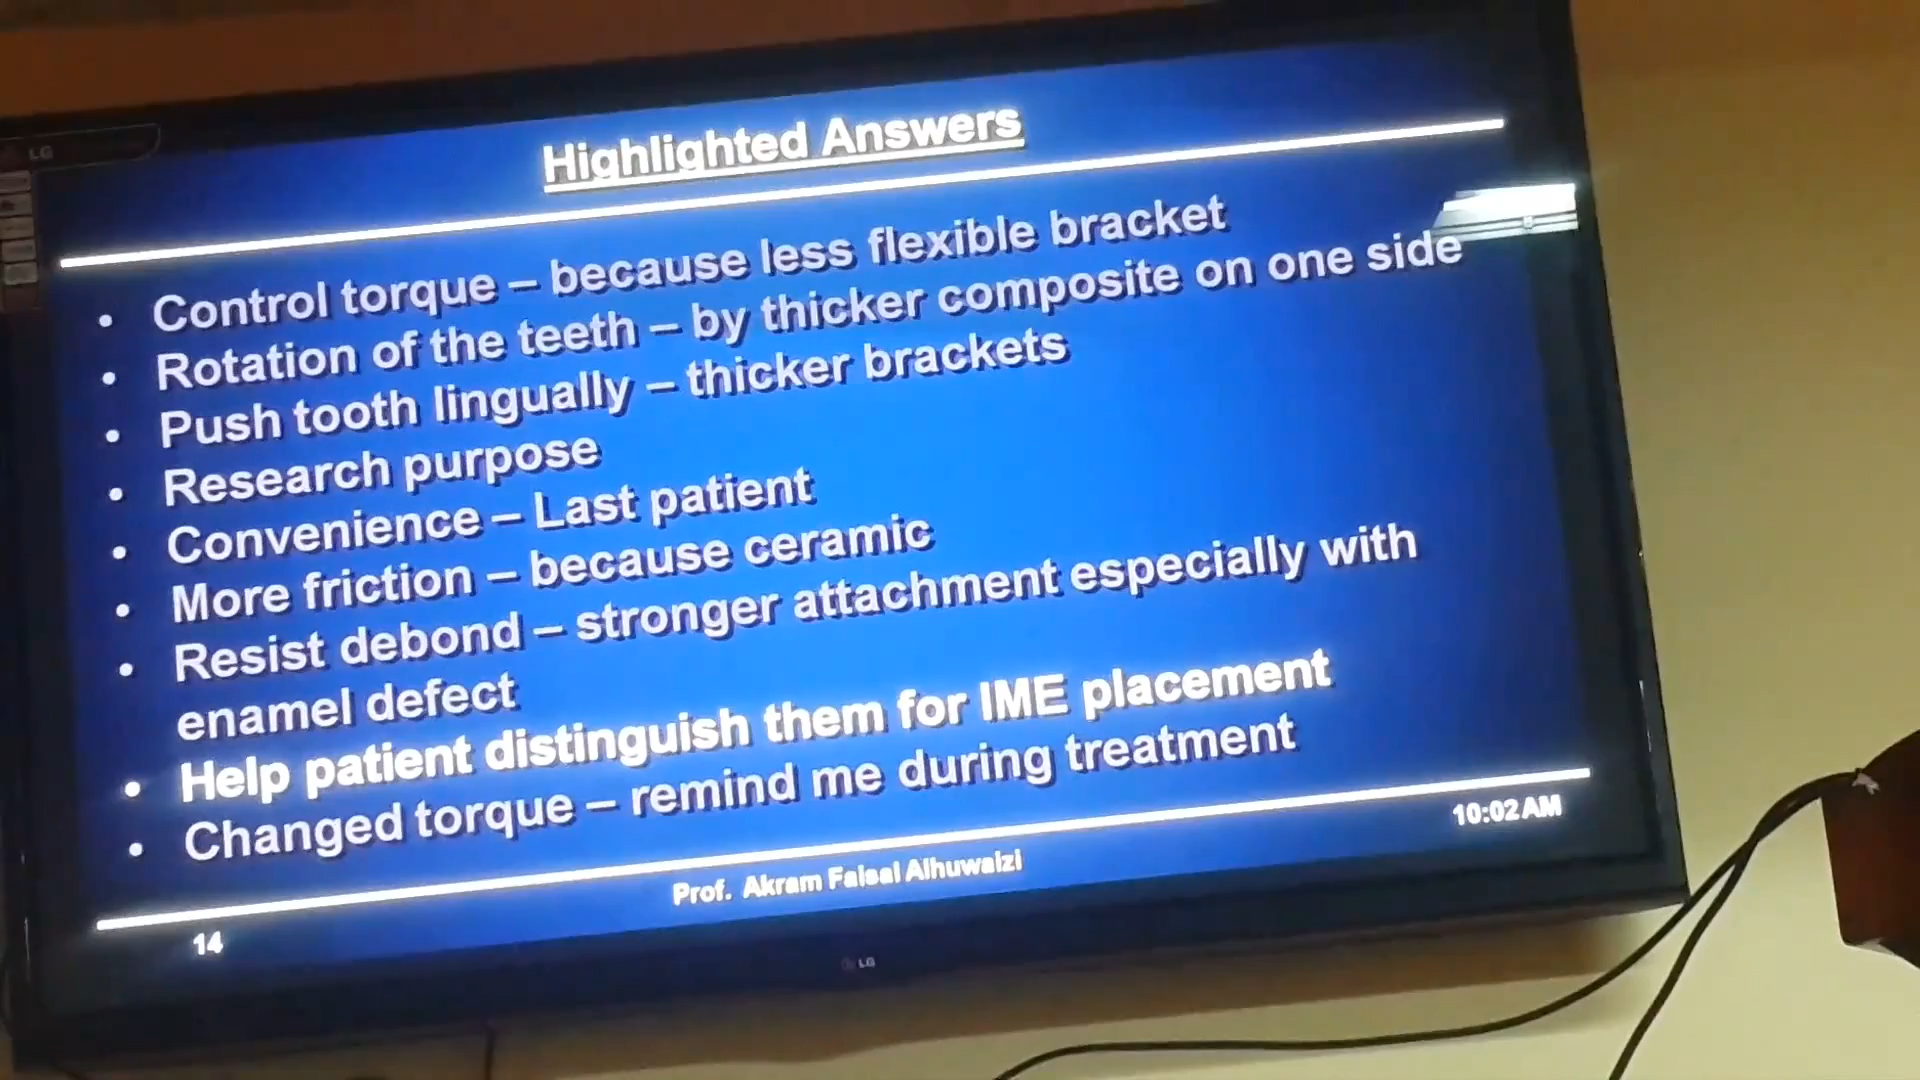 LG
Highlighted Answers
• Control torque – because less flexible bracket
• Rotation of the teeth – by thicker composite on one side
• Push tooth lingually – thicker brackets
• Research purpose
• Convenience – Last patient
• More friction – because ceramic
• Resist debond – stronger attachment especially with
enamel defect
• Help patient distinguish them for IME placement
• Changed torque – remind me during treatment
10:02AM
Prof. Akram Faisal Alhuwaizi
14
LG